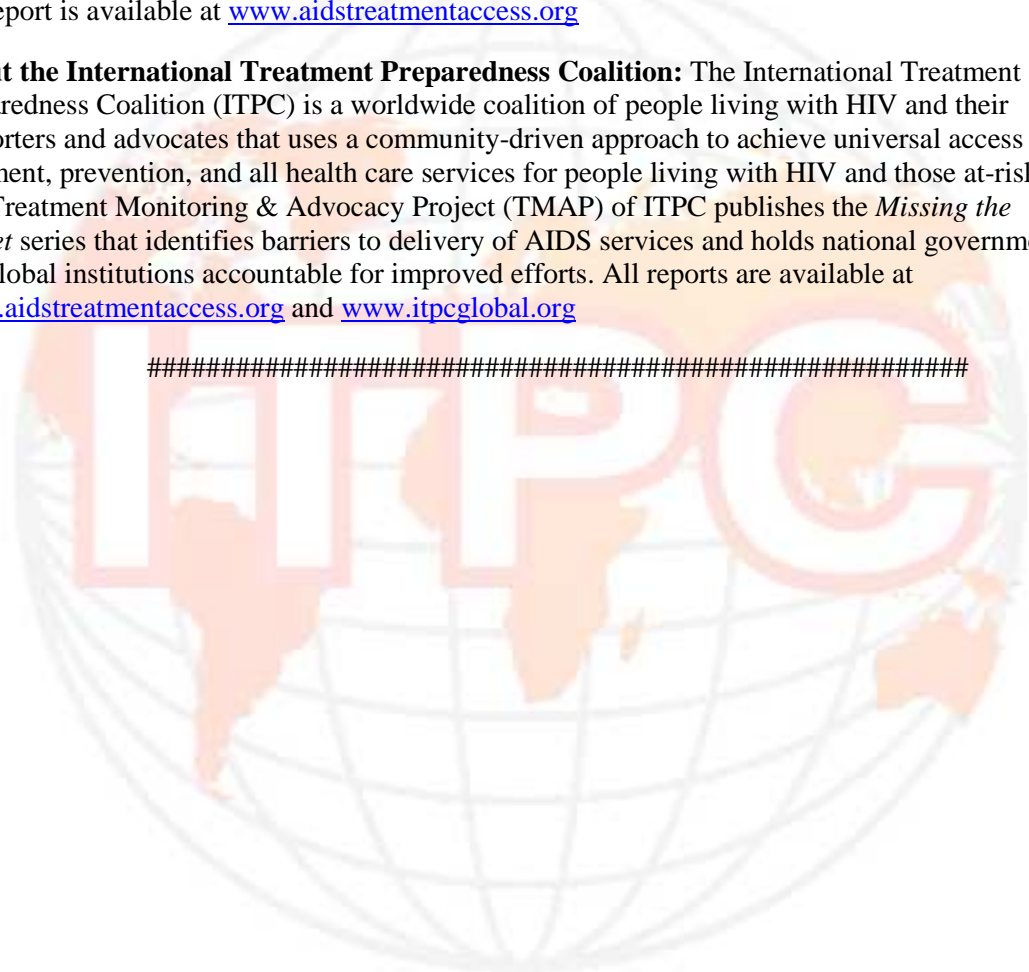 eport is available at www.aidstreatmentaccess.org
t the International Treatment Preparedness Coalition: The International Treatment
redness Coalition (ITPC) is a worldwide coalition of people living with HIV and their
orters and advocates that uses a community-driven approach to achieve universal access
ment, prevention, and all health care services for people living with HIV and those at-risk
Treatment Monitoring & Advocacy Project (TMAP) of ITPC publishes the Missing the
et series that identifies barriers to delivery of AIDS services and holds national governme
lobal institutions accountable for improved efforts. All reports are available at
.aidstreatmentaccess.org and www.itpcglobal.org
########################################################
ITPC